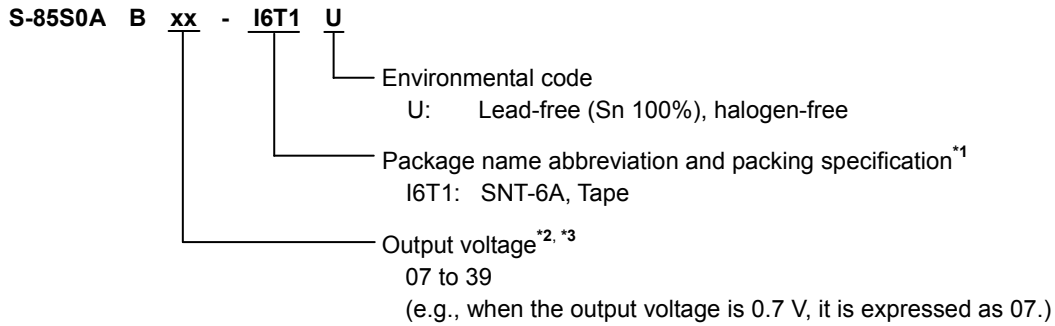 S-85S0A B xx - I6T1 U
Environmental code
U: Lead-free (Sn 100%), halogen-free
Package name abbreviation and packing specification*1
I6T1: SNT-6A, Tape
Output voltage*2, *3
07 to 39
(e.g., when the output voltage is 0.7 V, it is expressed as 07.)